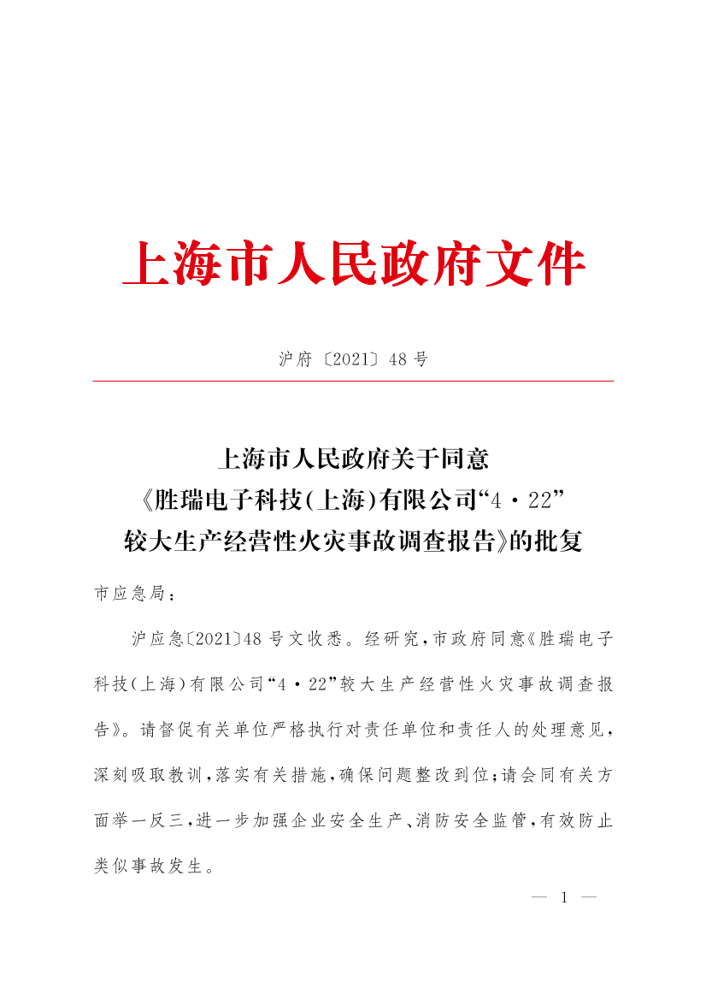 上海市人民政府文件
沪府〔2021〕48 号
上海市人民政府关于同意
《胜瑞电子科技(上海)有限公司“4·22”
较大生产经营性火灾事故调查报告》的批复
市应急局:
沪应急〔2021〕48 号文收悉。经研究,市政府同意《胜瑞电子
科技(上海)有限公司“4·22”较大生产经营性火灾事故调查报
告》。请督促有关单位严格执行对责任单位和责任人的处理意见,
深刻吸取教训,落实有关措施,确保问题整改到位;请会同有关方
面举一反三,进一步加强企业安全生产、消防安全监管,有效防止
类似事故发生。
— 1 —